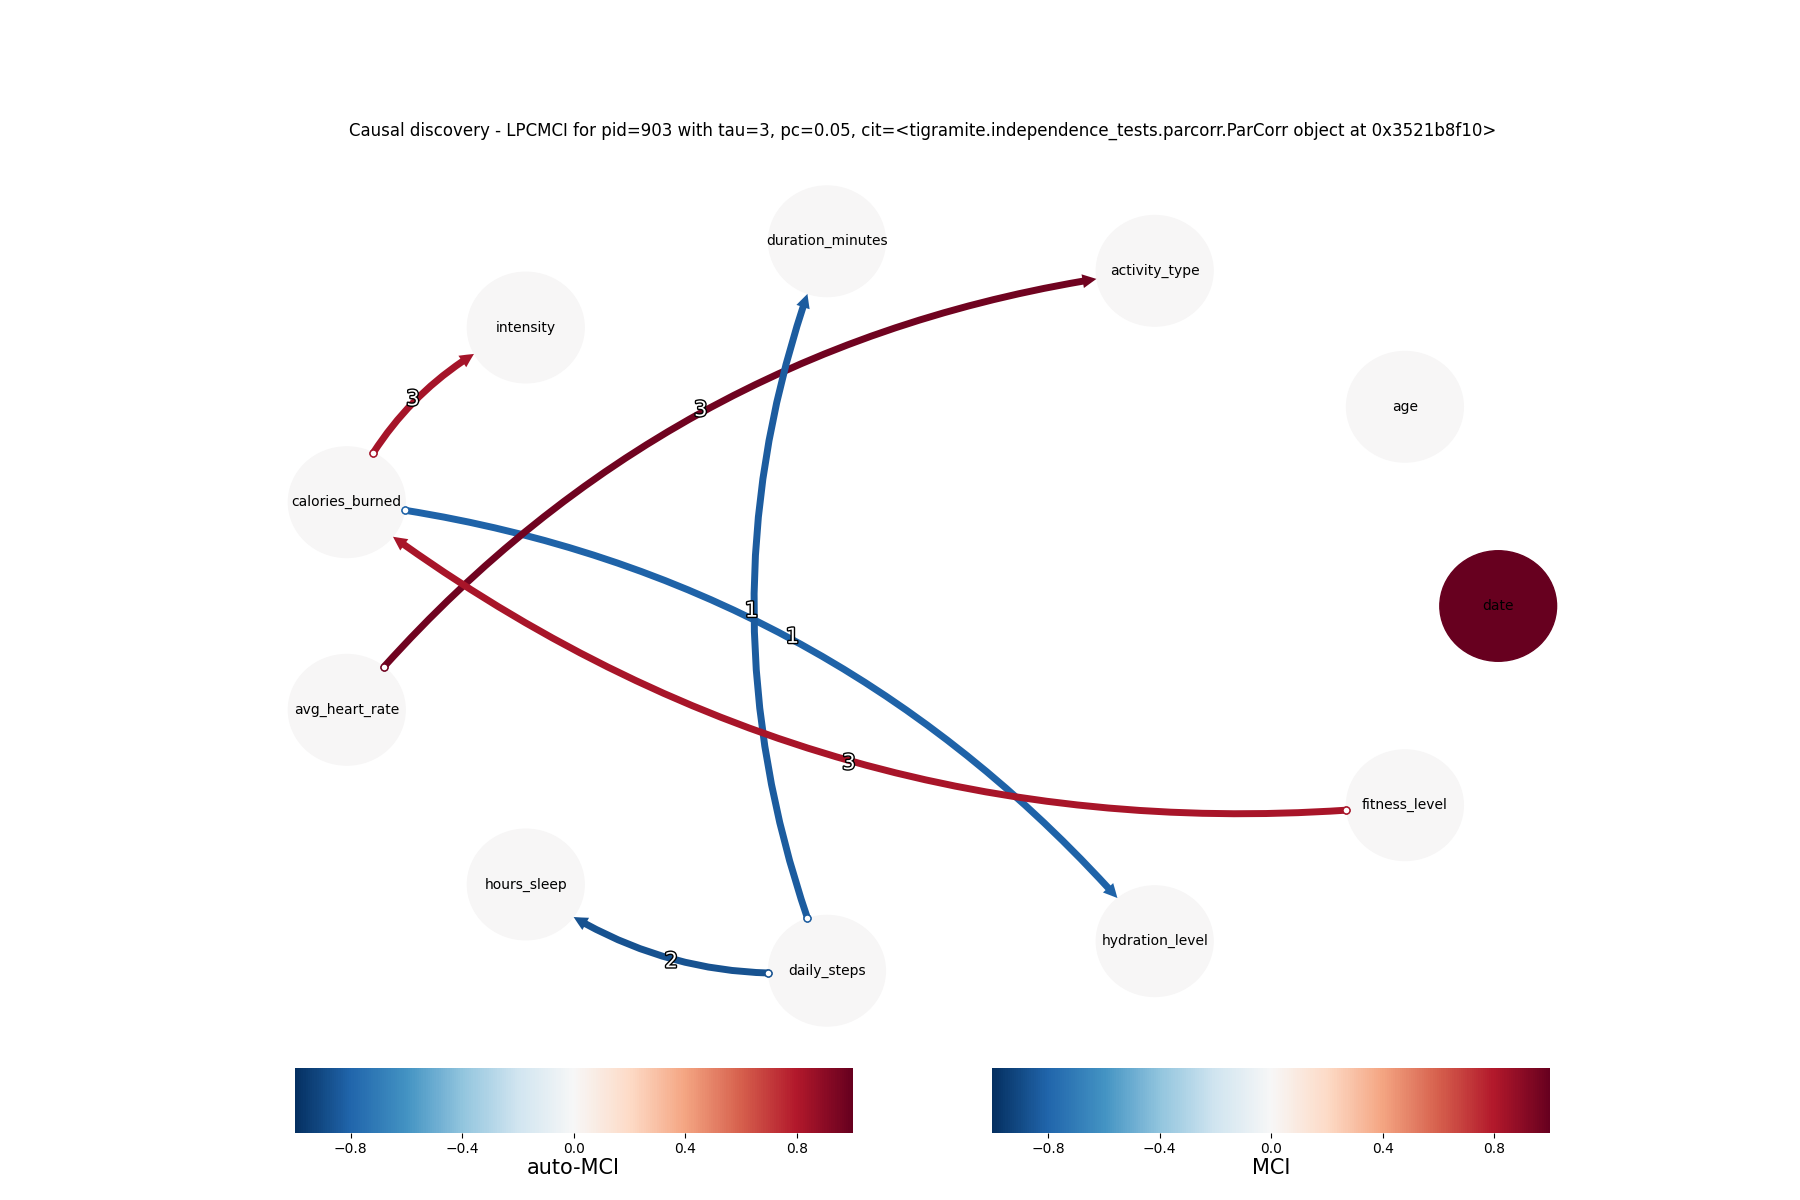 Causal discovery - LPCMCI for pid=903 with tau=3, pc=0.05, cit=<tigramite.independence_tests.parcorr.ParCorr object at 0x3521b8f10>
duration_minutes
activity_type
intensity
age
3
3
calories_burned
date
1
1
avg_heart_rate
3
fitness_level
hours_sleep
hydration_level
2
daily_steps
−0.8 −0.4 0.0 0.4 0.8
auto-MCI
−0.8 −0.4 0.0 0.4 0.8
MCI